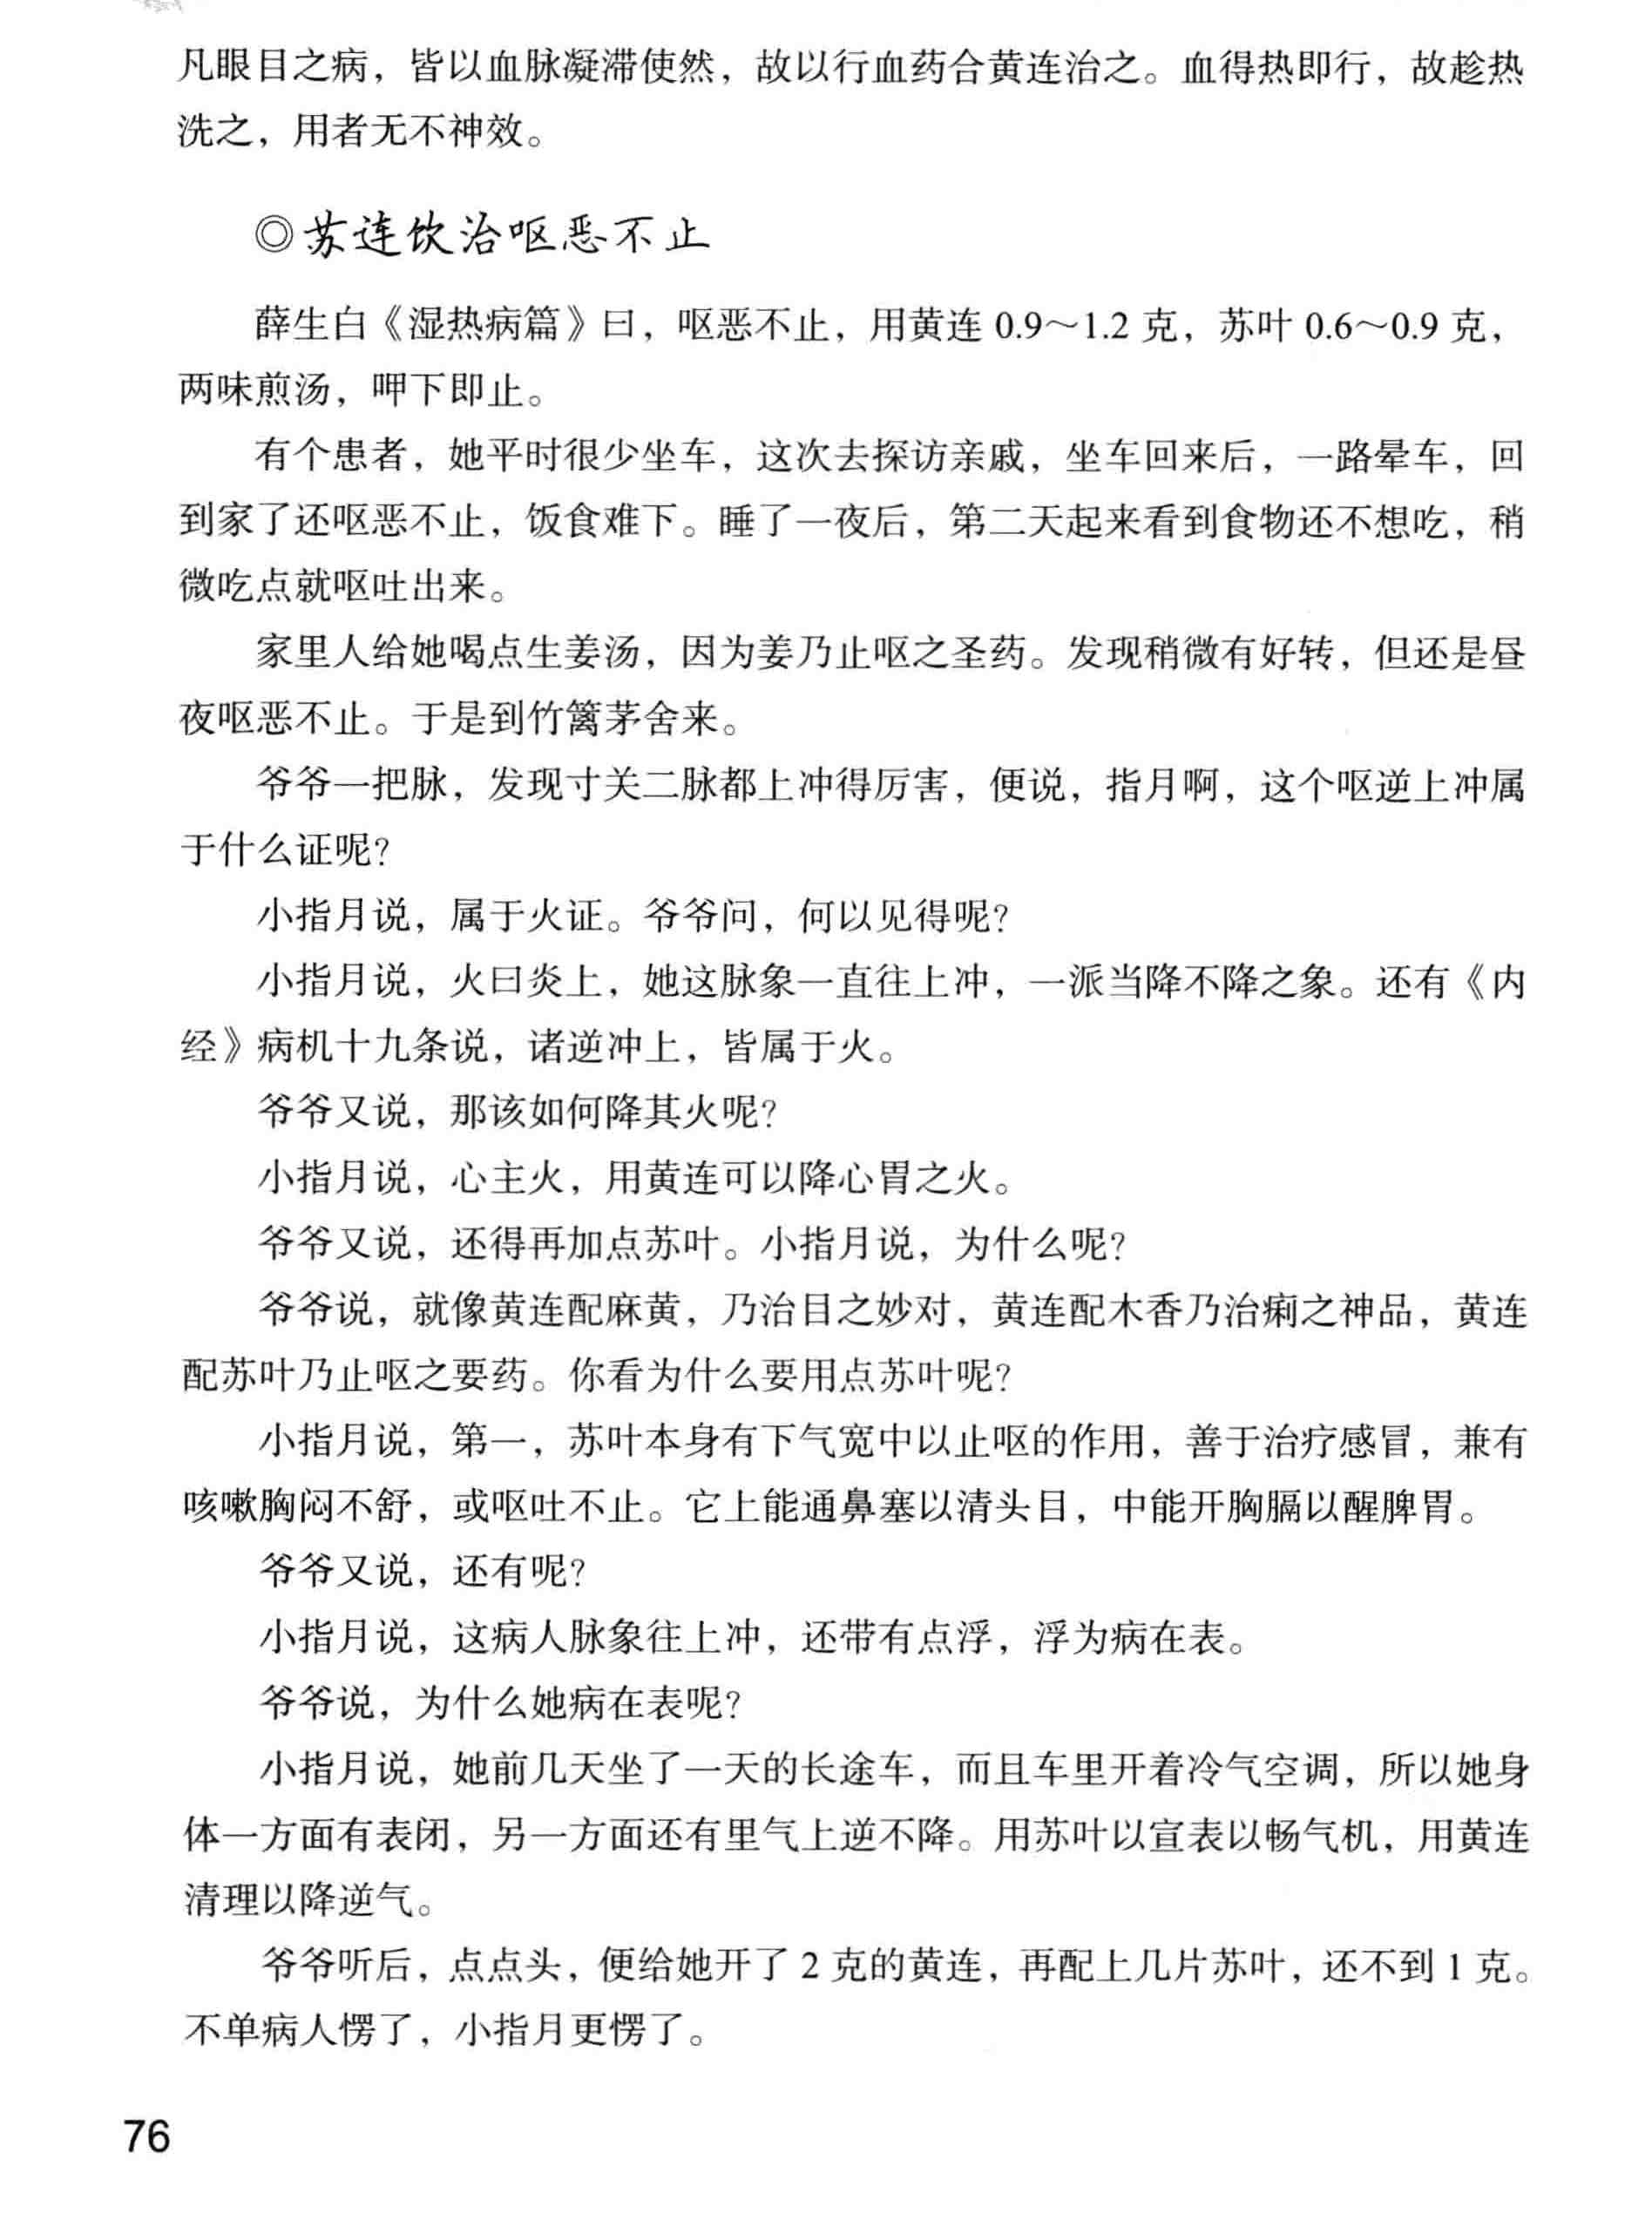 凡眼目之病，皆以血脉凝滞使然，故以行血药合黄连治之。血得热即行，故趁热
洗之，用者无不神效。
◎苏连饮治呕恶不止
薛生白《湿热病篇》曰，呕恶不止，用黄连 0.9～1.2 克，苏叶 0.6～0.9 克，
两味煎汤，呷下即止。
有个患者，她平时很少坐车，这次去探访亲戚，坐车回来后，一路晕车，回
到家了还呕恶不止，饭食难下。睡了一夜后，第二天起来看到食物还不想吃，稍
微吃点就呕吐出来。
家里人给她喝点生姜汤，因为姜乃止呕之圣药。发现稍微有好转，但还是昼
夜呕恶不止。于是到竹篱茅舍来。
爷爷一把脉，发现寸关二脉都上冲得厉害，便说，指月啊，这个呕逆上冲属
于什么证呢？
小指月说，属于火证。爷爷问，何以见得呢？
小指月说，火曰炎上，她这脉象一直往上冲，一派当降不降之象。还有《内
经》病机十九条说，诸逆冲上，皆属于火。
爷爷又说，那该如何降其火呢？
小指月说，心主火，用黄连可以降心胃之火。
爷爷又说，还得再加点苏叶。小指月说，为什么呢？
爷爷说，就像黄连配麻黄，乃治目之妙对，黄连配木香乃治痢之神品，黄连
配苏叶乃止呕之要药。你看为什么要用点苏叶呢？
小指月说，第一，苏叶本身有下气宽中以止呕的作用，善于治疗感冒，兼有
咳嗽胸闷不舒，或呕吐不止。它上能通鼻塞以清头目，中能开胸膈以醒脾胃。
爷爷又说，还有呢？
小指月说，这病人脉象往上冲，还带有点浮，浮为病在表。
爷爷说，为什么她病在表呢？
小指月说，她前几天坐了一天的长途车，而且车里开着冷气空调，所以她身
体一方面有表闭，另一方面还有里气上逆不降。用苏叶以宣表以畅气机，用黄连
清理以降逆气。
爷爷听后，点点头，便给她开了 2 克的黄连，再配上几片苏叶，还不到 1 克。
不单病人愣了，小指月更愣了。
76